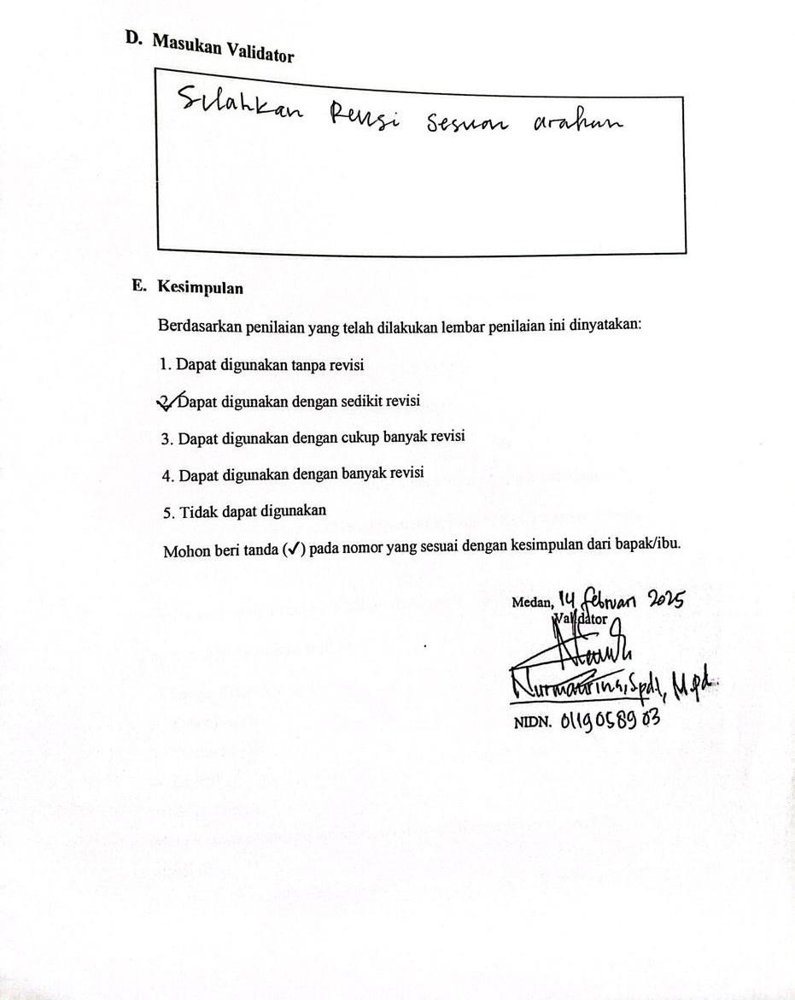 D. Masukan Validator
Silahkan Revisi sesuai arahan
E. Kesimpulan
Berdasarkan penilaian yang telah dilakukan lembar penilaian ini dinyatakan:
1. Dapat digunakan tanpa revisi
2. Dapat digunakan dengan sedikit revisi
3. Dapat digunakan dengan cukup banyak revisi
4. Dapat digunakan dengan banyak revisi
5. Tidak dapat digunakan
Mohon beri tanda (✓) pada nomor yang sesuai dengan kesimpulan dari bapak/ibu.
Medan, 14 Februari 2025
Validator
S.pd.I, M.pd.
NIDN. 0119058903